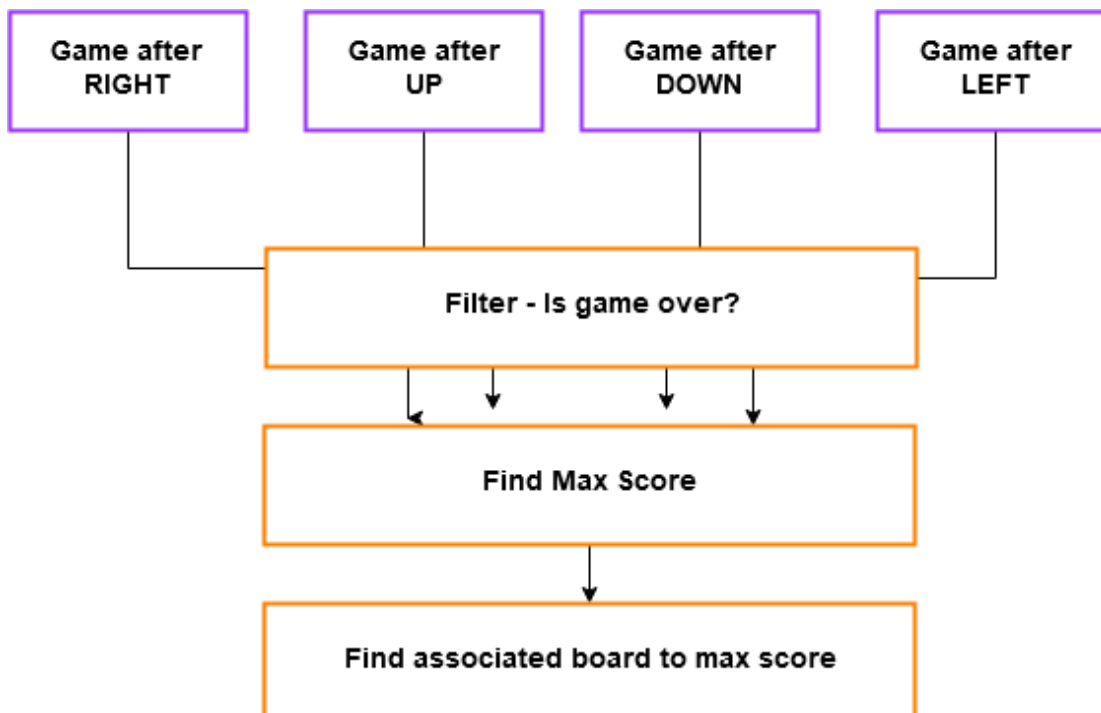 Game after
RIGHT
Game after
UP
Game after
DOWN
Game after
LEFT
Filter - Is game over?
Find Max Score
Find associated board to max score